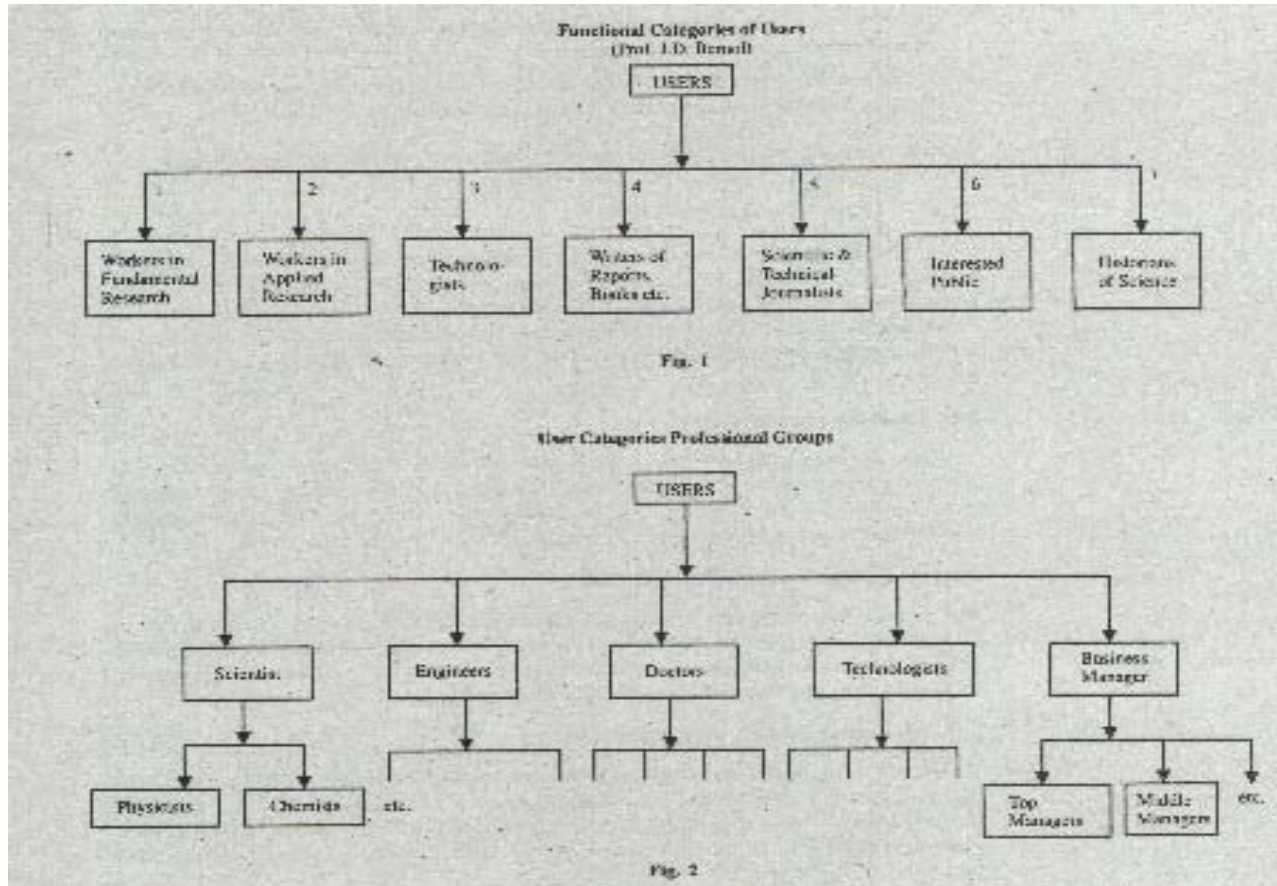 Functional Categories of Users
(Prof. J.D. Bernal)
USERS
1 2 3 4 5 6 7
Workers in
Fundamental
Research
Workers in
Applied
Research
Technolo-
gists
Writers of
Reports,
Books etc.
Scientific &
Technical
Journalists
Interested
Public
Historians
of Science
Fig. 1
User Categories Professional Groups
USERS
Scientist
Engineers
Doctors
Technologists
Business
Manager
Physicists
Chemists
etc.
Top
Managers
Middle
Managers
etc.
Fig. 2